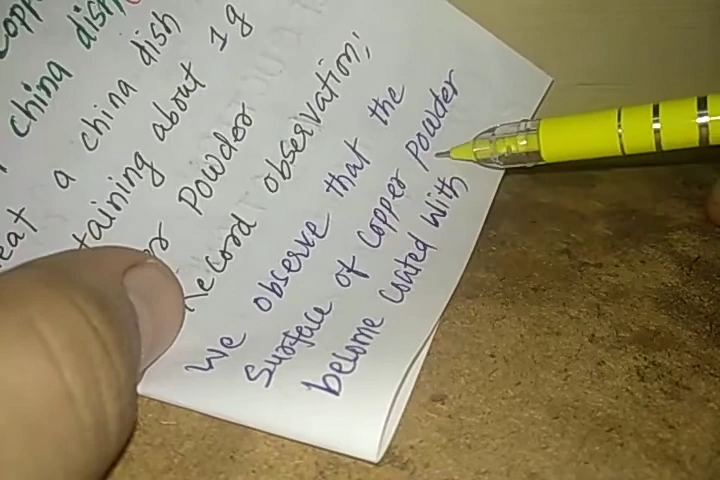 china dish
eat a china dish
taining about 1g
Powder
Record observation;
We observe that the
Surface of Copper Powder
become coated with